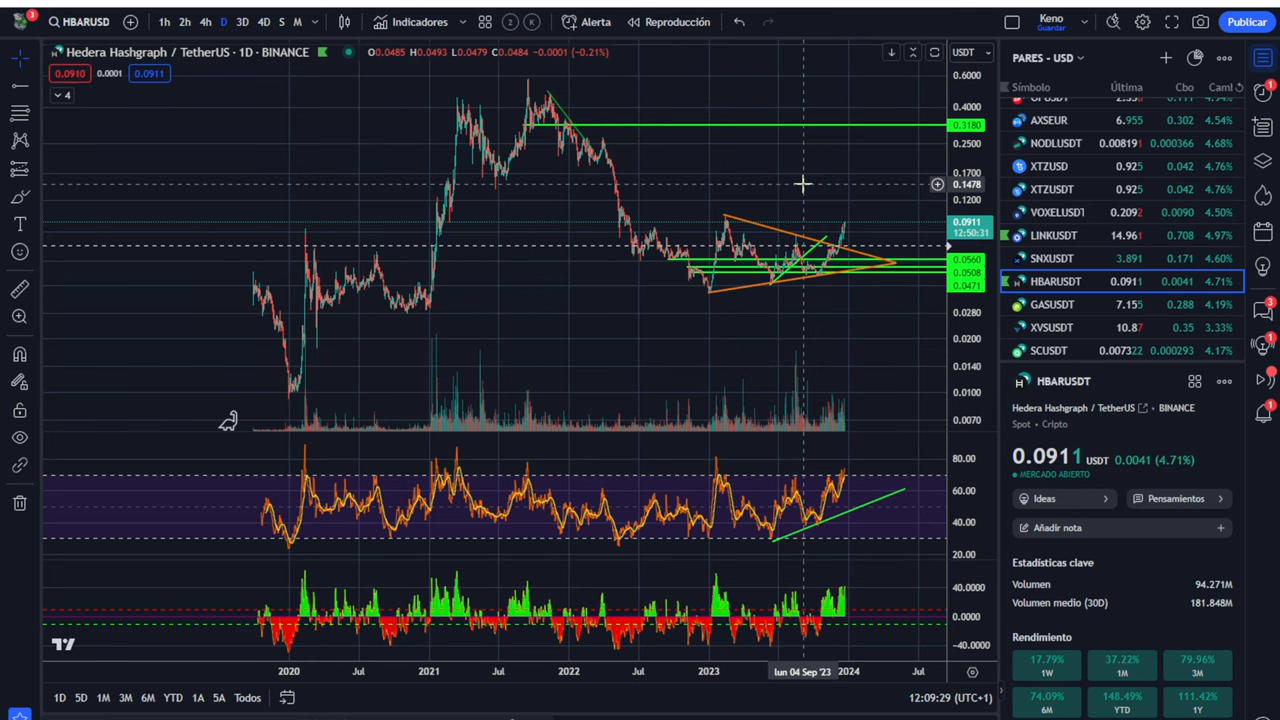 3
HBARUSD
1h 2h 4h D 3D 4D S M
Indicadores
2 K
Alerta
Reproducción
Keno
Guardar
Publicar
Hedera Hashgraph / TetherUS · 1D · BINANCE
O0.0485 H0.0493 L0.0479 C0.0484 -0.0001 (-0.21%)
0.0910 0.0001 0.0911
4
USDT
0.6000
0.4000
0.3180
0.2500
0.1700
0.1478
0.1200
0.0911
12:50:31
0.0560
0.0508
0.0471
0.0280
0.0200
0.0140
0.0100
0.0070
80.00
60.00
40.00
20.00
40.0000
0.0000
-40.0000
2020 Jul 2021 Jul 2022 Jul 2023 lun 04 Sep '23 2024 Jul
1D 5D 1M 3M 6M YTD 1A 5A Todos
12:09:29 (UTC+1)
PARES - USD
Símbolo Última Cbo Caml
AXSEUR 6.955 0.302 4.54%
NODLUSDT 0.008191 0.000366 4.68%
XTZUSD 0.925 0.042 4.76%
XTZUSDT 0.925 0.042 4.76%
VOXELUSDT 0.2092 0.0090 4.50%
LINKUSDT 14.961 0.708 4.97%
SNXUSDT 3.891 0.171 4.60%
HBARUSDT 0.0911 0.0041 4.71%
GASUSDT 7.155 0.288 4.19%
XVSUSDT 10.87 0.35 3.33%
SCUSDT 0.007322 0.000293 4.17%
HBARUSDT
Hedera Hashgraph / TetherUS · BINANCE
Spot · Cripto
0.0911 USDT 0.0041 (4.71%)
MERCADO ABIERTO
Ideas
Pensamientos
Añadir nota
Estadísticas clave
Volumen 94.271M
Volumen medio (30D) 181.848M
Rendimiento
17.79% 37.22% 79.96%
1W 1M 3M
74.09% 148.49% 111.42%
6M YTD 1Y
1
3
1
1